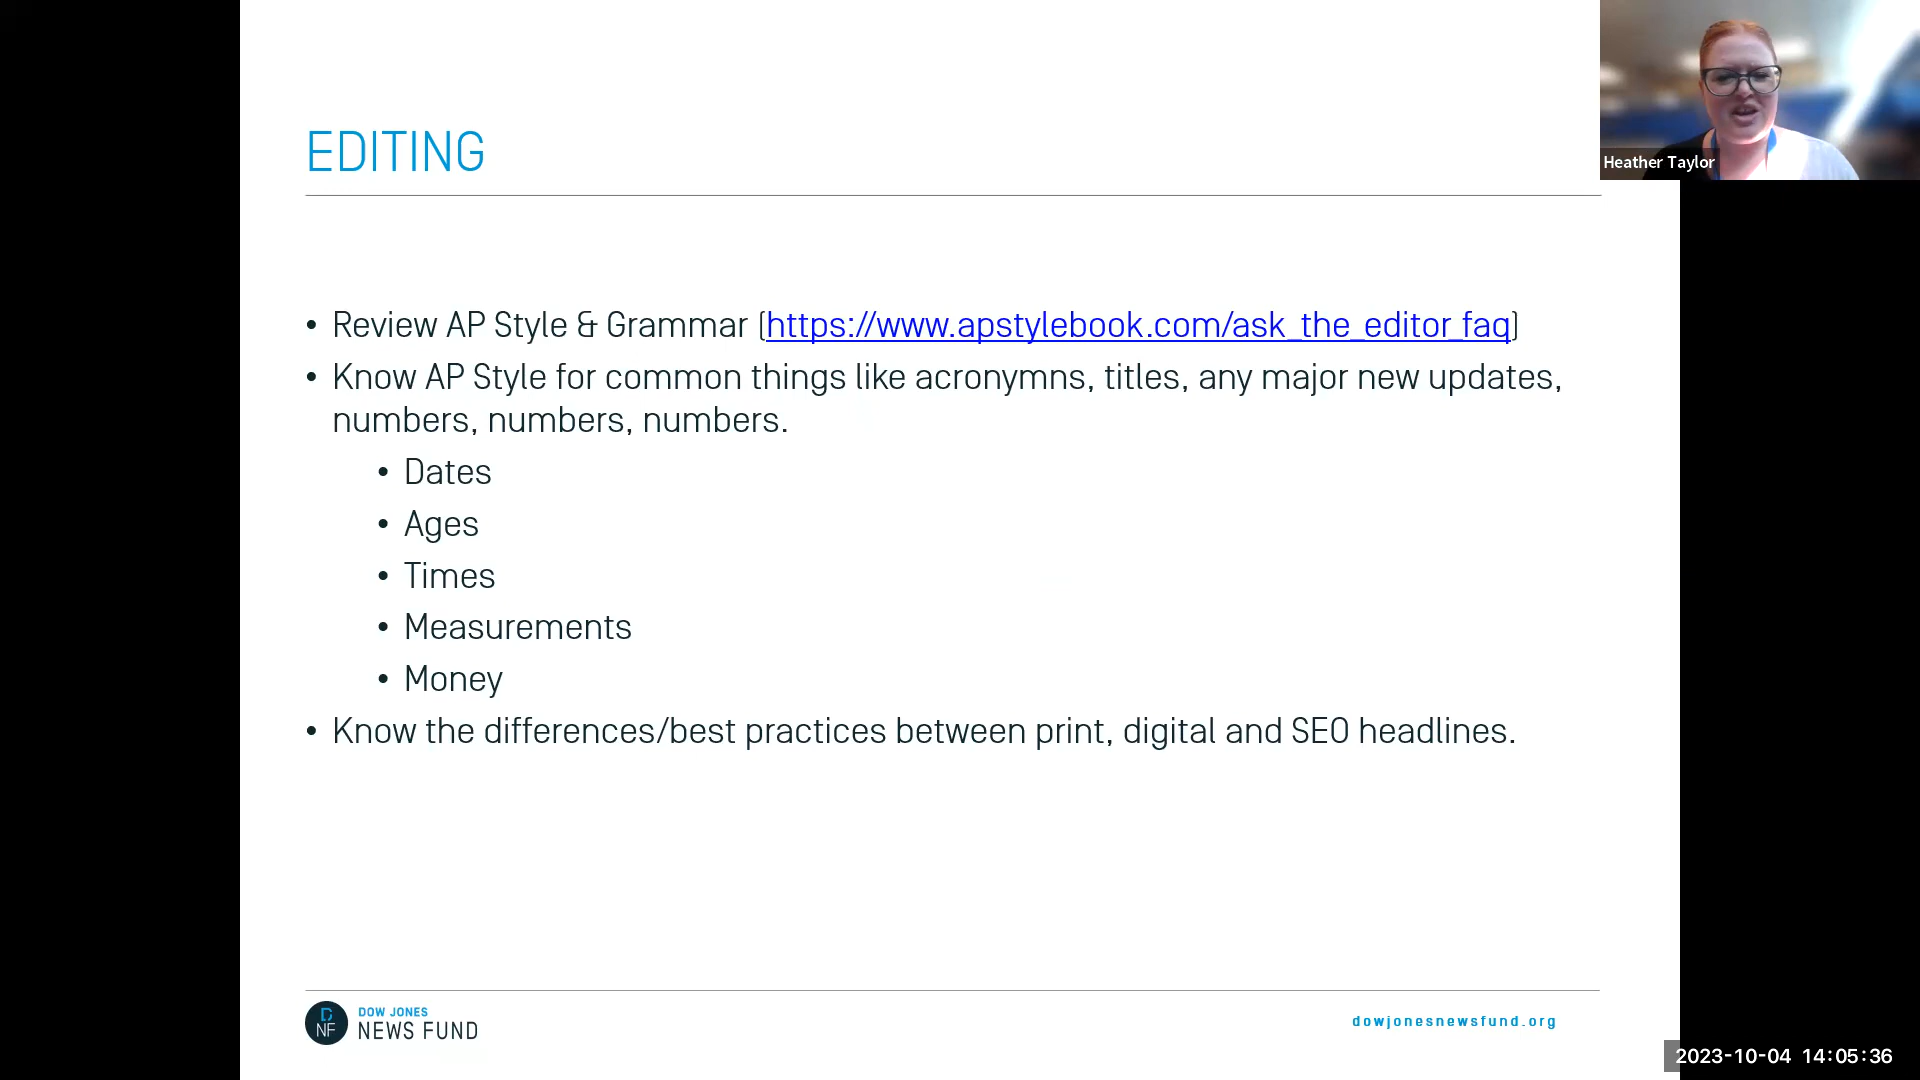 EDITING
Heather Taylor
• Review AP Style & Grammar (https://www.apstylebook.com/ask_the_editor_faq)
• Know AP Style for common things like acronymns, titles, any major new updates,
numbers, numbers, numbers.
• Dates
• Ages
• Times
• Measurements
• Money
• Know the differences/best practices between print, digital and SEO headlines.
D
NF
DOW JONES
NEWS FUND
dowjonesnewsfund.org
2023-10-04 14:05:36